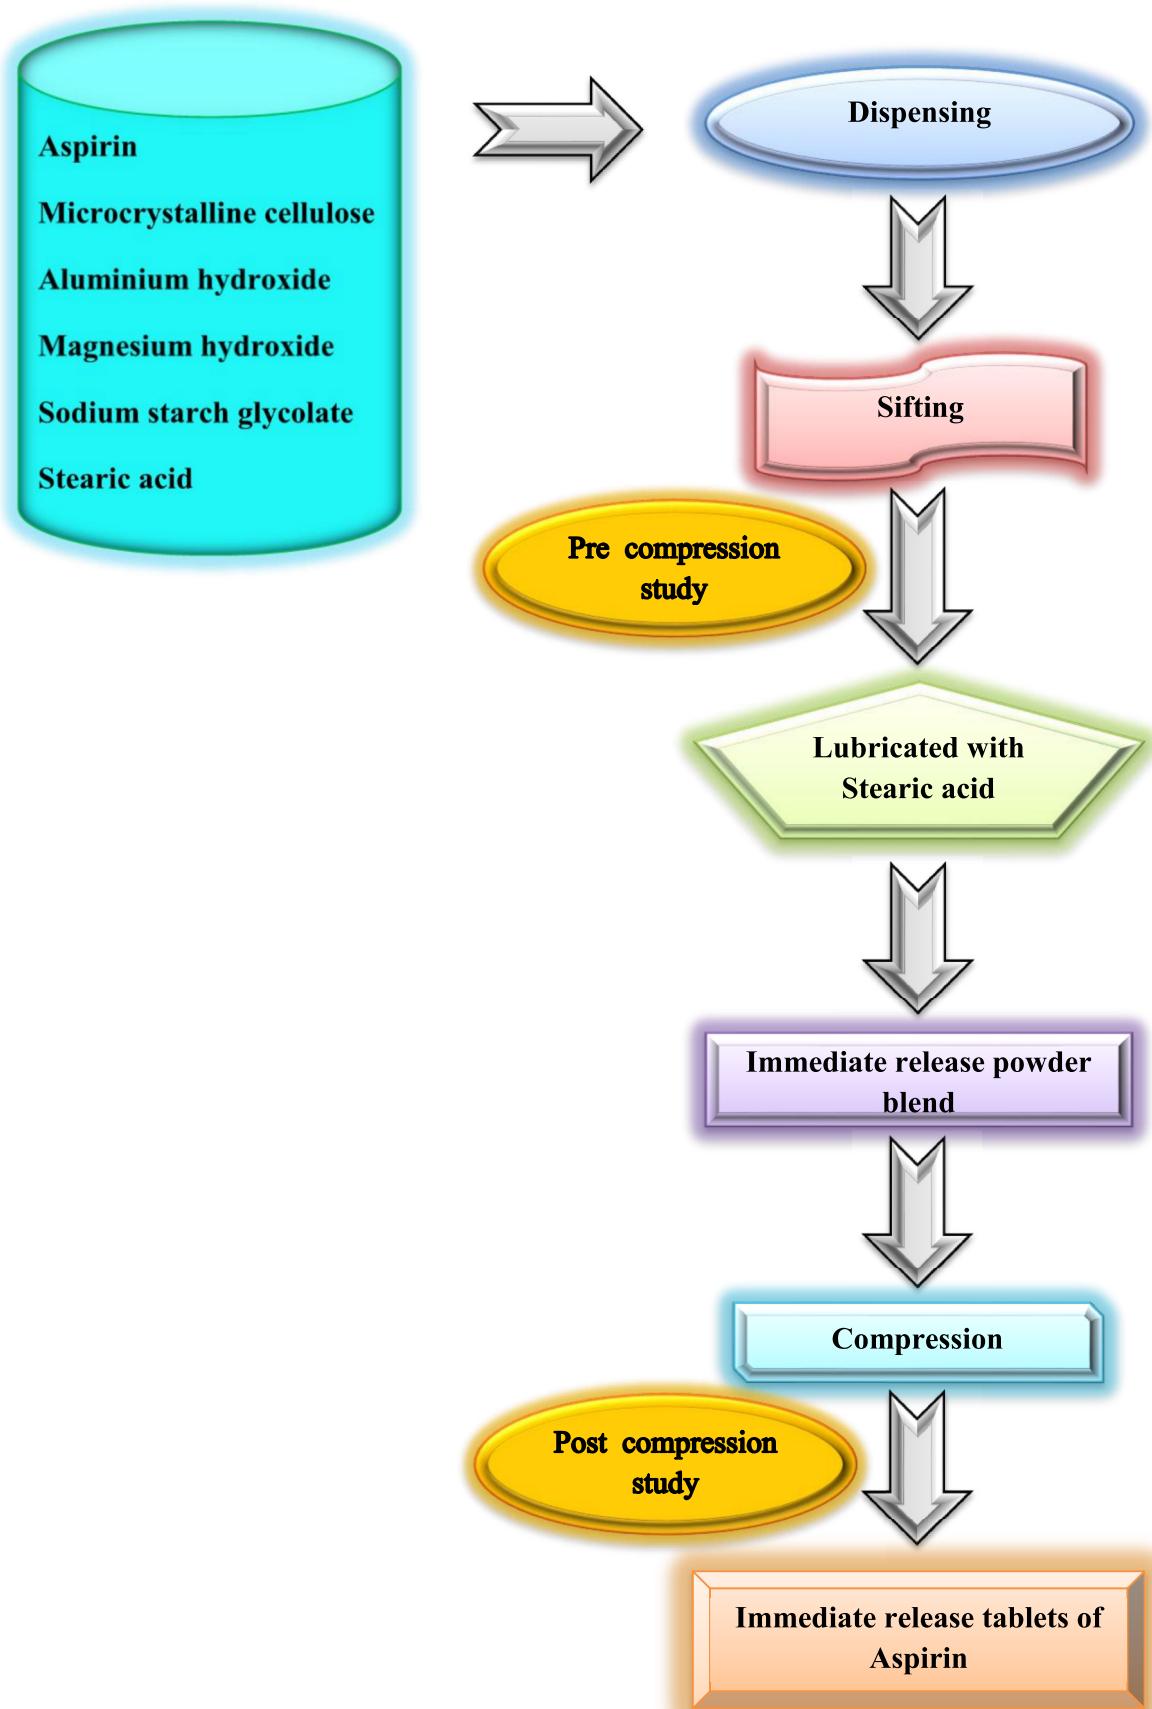 Aspirin
Microcrystalline cellulose
Aluminium hydroxide
Magnesium hydroxide
Sodium starch glycolate
Stearic acid
Dispensing
Sifting
Pre compression
study
Lubricated with
Stearic acid
Immediate release powder
blend
Compression
Post compression
study
Immediate release tablets of
Aspirin